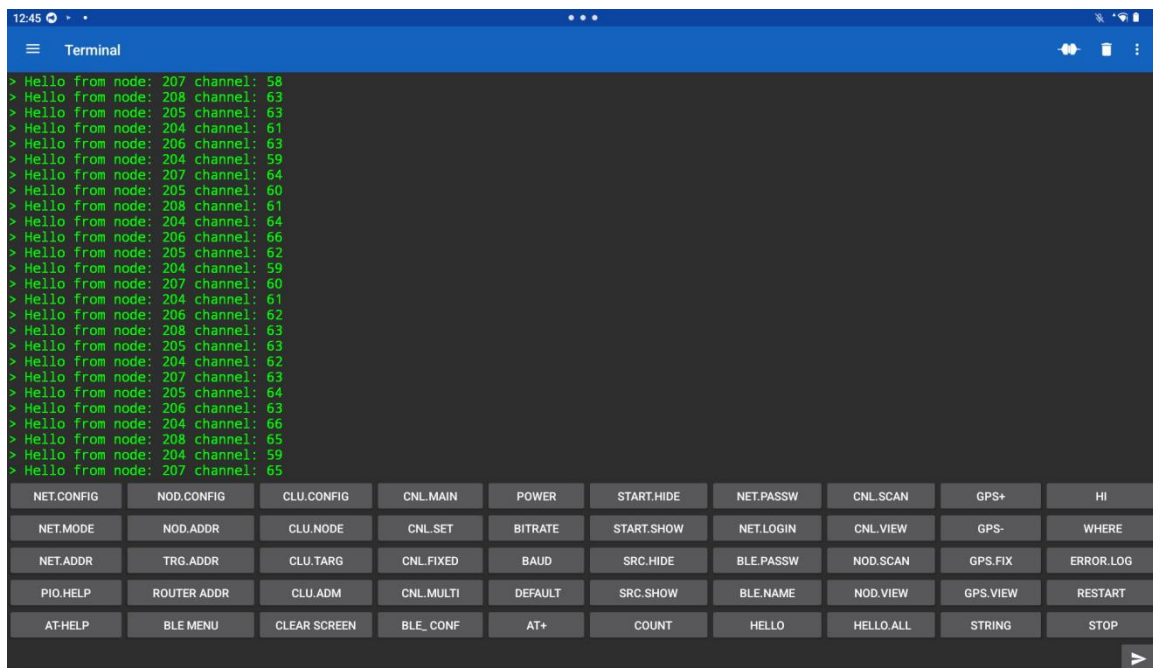 12:45
Terminal
> Hello from node: 207 channel: 58
> Hello from node: 208 channel: 63
> Hello from node: 205 channel: 63
> Hello from node: 204 channel: 61
> Hello from node: 206 channel: 63
> Hello from node: 204 channel: 59
> Hello from node: 207 channel: 64
> Hello from node: 205 channel: 60
> Hello from node: 208 channel: 61
> Hello from node: 204 channel: 64
> Hello from node: 206 channel: 66
> Hello from node: 205 channel: 62
> Hello from node: 204 channel: 59
> Hello from node: 207 channel: 60
> Hello from node: 204 channel: 61
> Hello from node: 206 channel: 62
> Hello from node: 208 channel: 63
> Hello from node: 205 channel: 63
> Hello from node: 204 channel: 62
> Hello from node: 207 channel: 63
> Hello from node: 205 channel: 64
> Hello from node: 206 channel: 63
> Hello from node: 204 channel: 66
> Hello from node: 208 channel: 65
> Hello from node: 204 channel: 59
> Hello from node: 207 channel: 65
NET.CONFIG NOD.CONFIG CLU.CONFIG CNL.MAIN POWER START.HIDE NET.PASSW CNL.SCAN GPS+ HI
NET.MODE NOD.ADDR CLU.NODE CNL.SET BITRATE START.SHOW NET.LOGIN CNL.VIEW GPS- WHERE
NET.ADDR TRG.ADDR CLU.TARG CNL.FIXED BAUD SRC.HIDE BLE.PASSW NOD.SCAN GPS.FIX ERROR.LOG
PIO.HELP ROUTER ADDR CLU.ADM CNL.MULTI DEFAULT SRC.SHOW BLE.NAME NOD.VIEW GPS.VIEW RESTART
AT-HELP BLE MENU CLEAR SCREEN BLE_ CONF AT+ COUNT HELLO HELLO.ALL STRING STOP